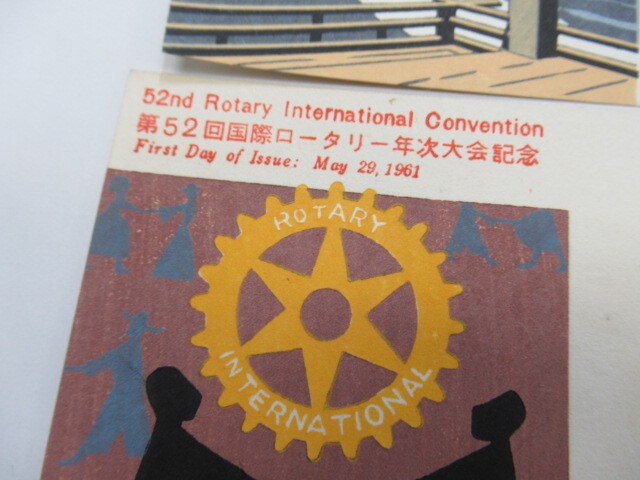 52nd Rotary International Convention
第52回国際ロータリー年次大会記念
First Day of Issue: May 29, 1961
ROTARY
INTERNATIONAL